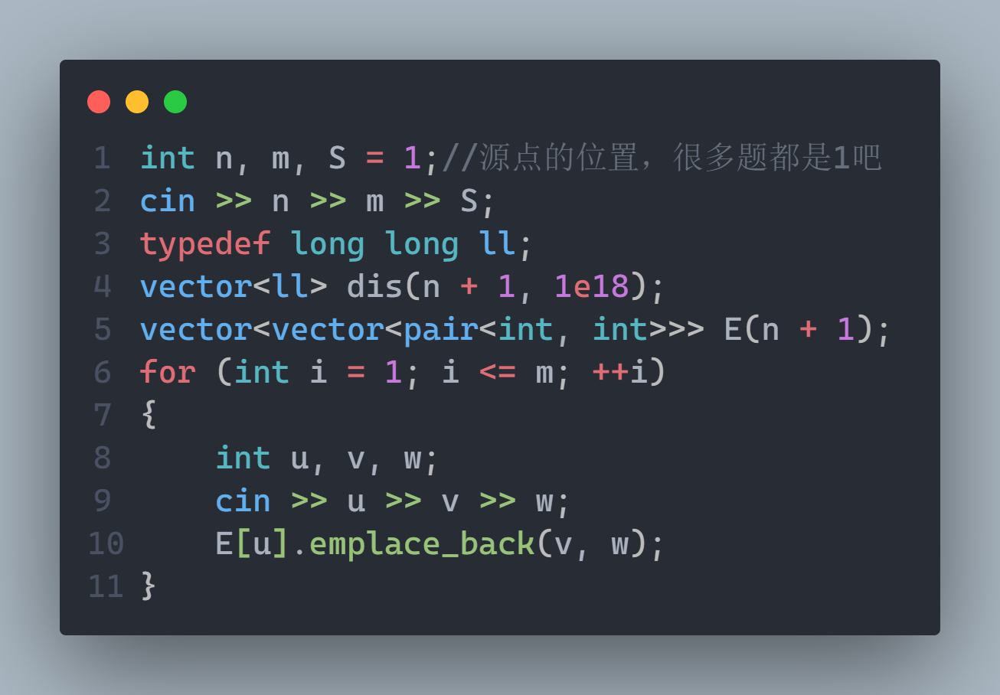 1 int n, m, S = 1;//源点的位置，很多题都是1吧
2 cin >> n >> m >> S;
3 typedef long long ll;
4 vector<ll> dis(n + 1, 1e18);
5 vector<vector<pair<int, int>>> E(n + 1);
6 for (int i = 1; i <= m; ++i)
7 {
8     int u, v, w;
9     cin >> u >> v >> w;
10     E[u].emplace_back(v, w);
11 }